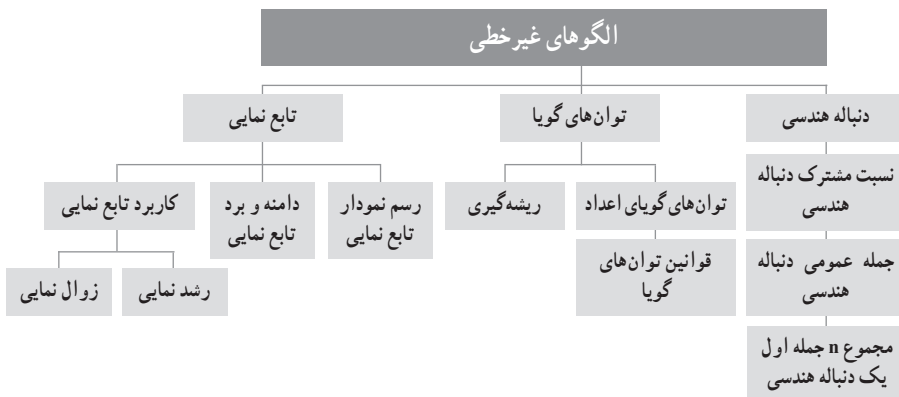 الگوهای غیرخطی
دنباله هندسی
توان‌های گویا
تابع نمایی
نسبت مشترک دنباله
هندسی
توان‌های گویای اعداد
ریشه‌گیری
رسم نمودار
تابع نمایی
دامنه و برد
تابع نمایی
کاربرد تابع نمایی
جمله عمومی دنباله
هندسی
قوانین توان‌های
گویا
رشد نمایی
زوال نمایی
مجموع n جمله اول
یک دنباله هندسی